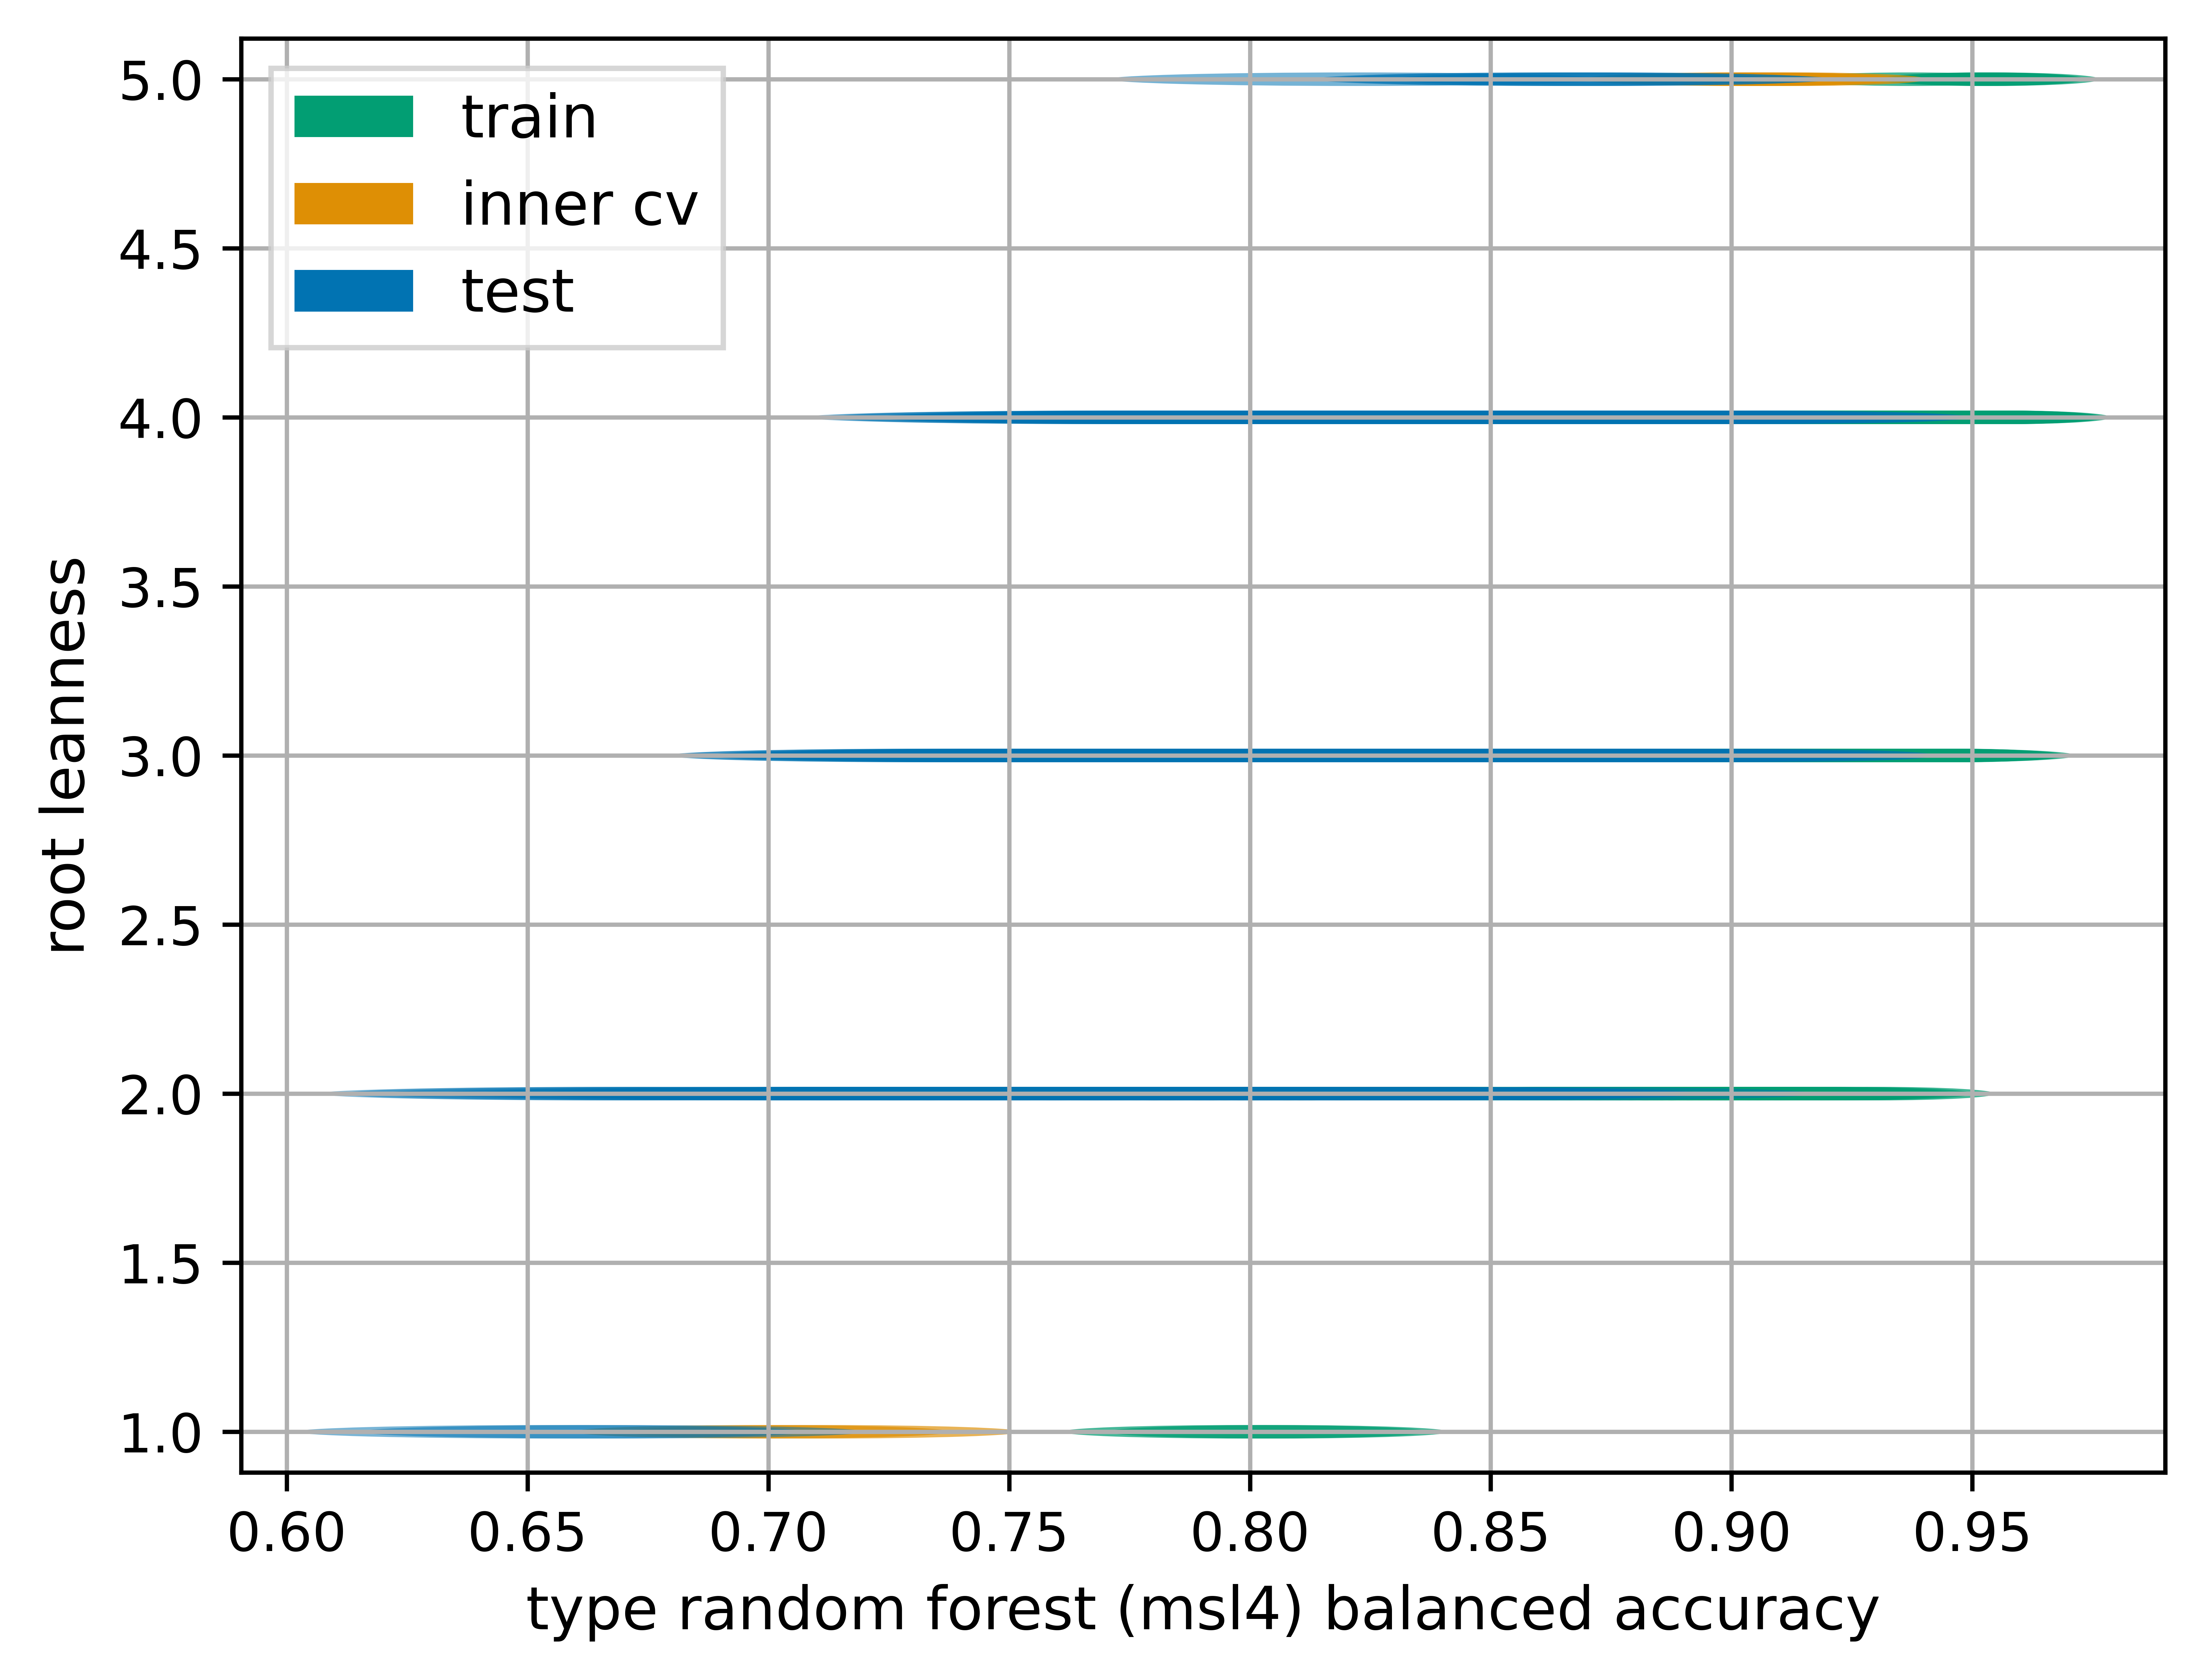 5.0
4.5
4.0
3.5
3.0
2.5
2.0
1.5
1.0
root leanness
train
inner cv
test
0.60 0.65 0.70 0.75 0.80 0.85 0.90 0.95
type random forest (msl4) balanced accuracy